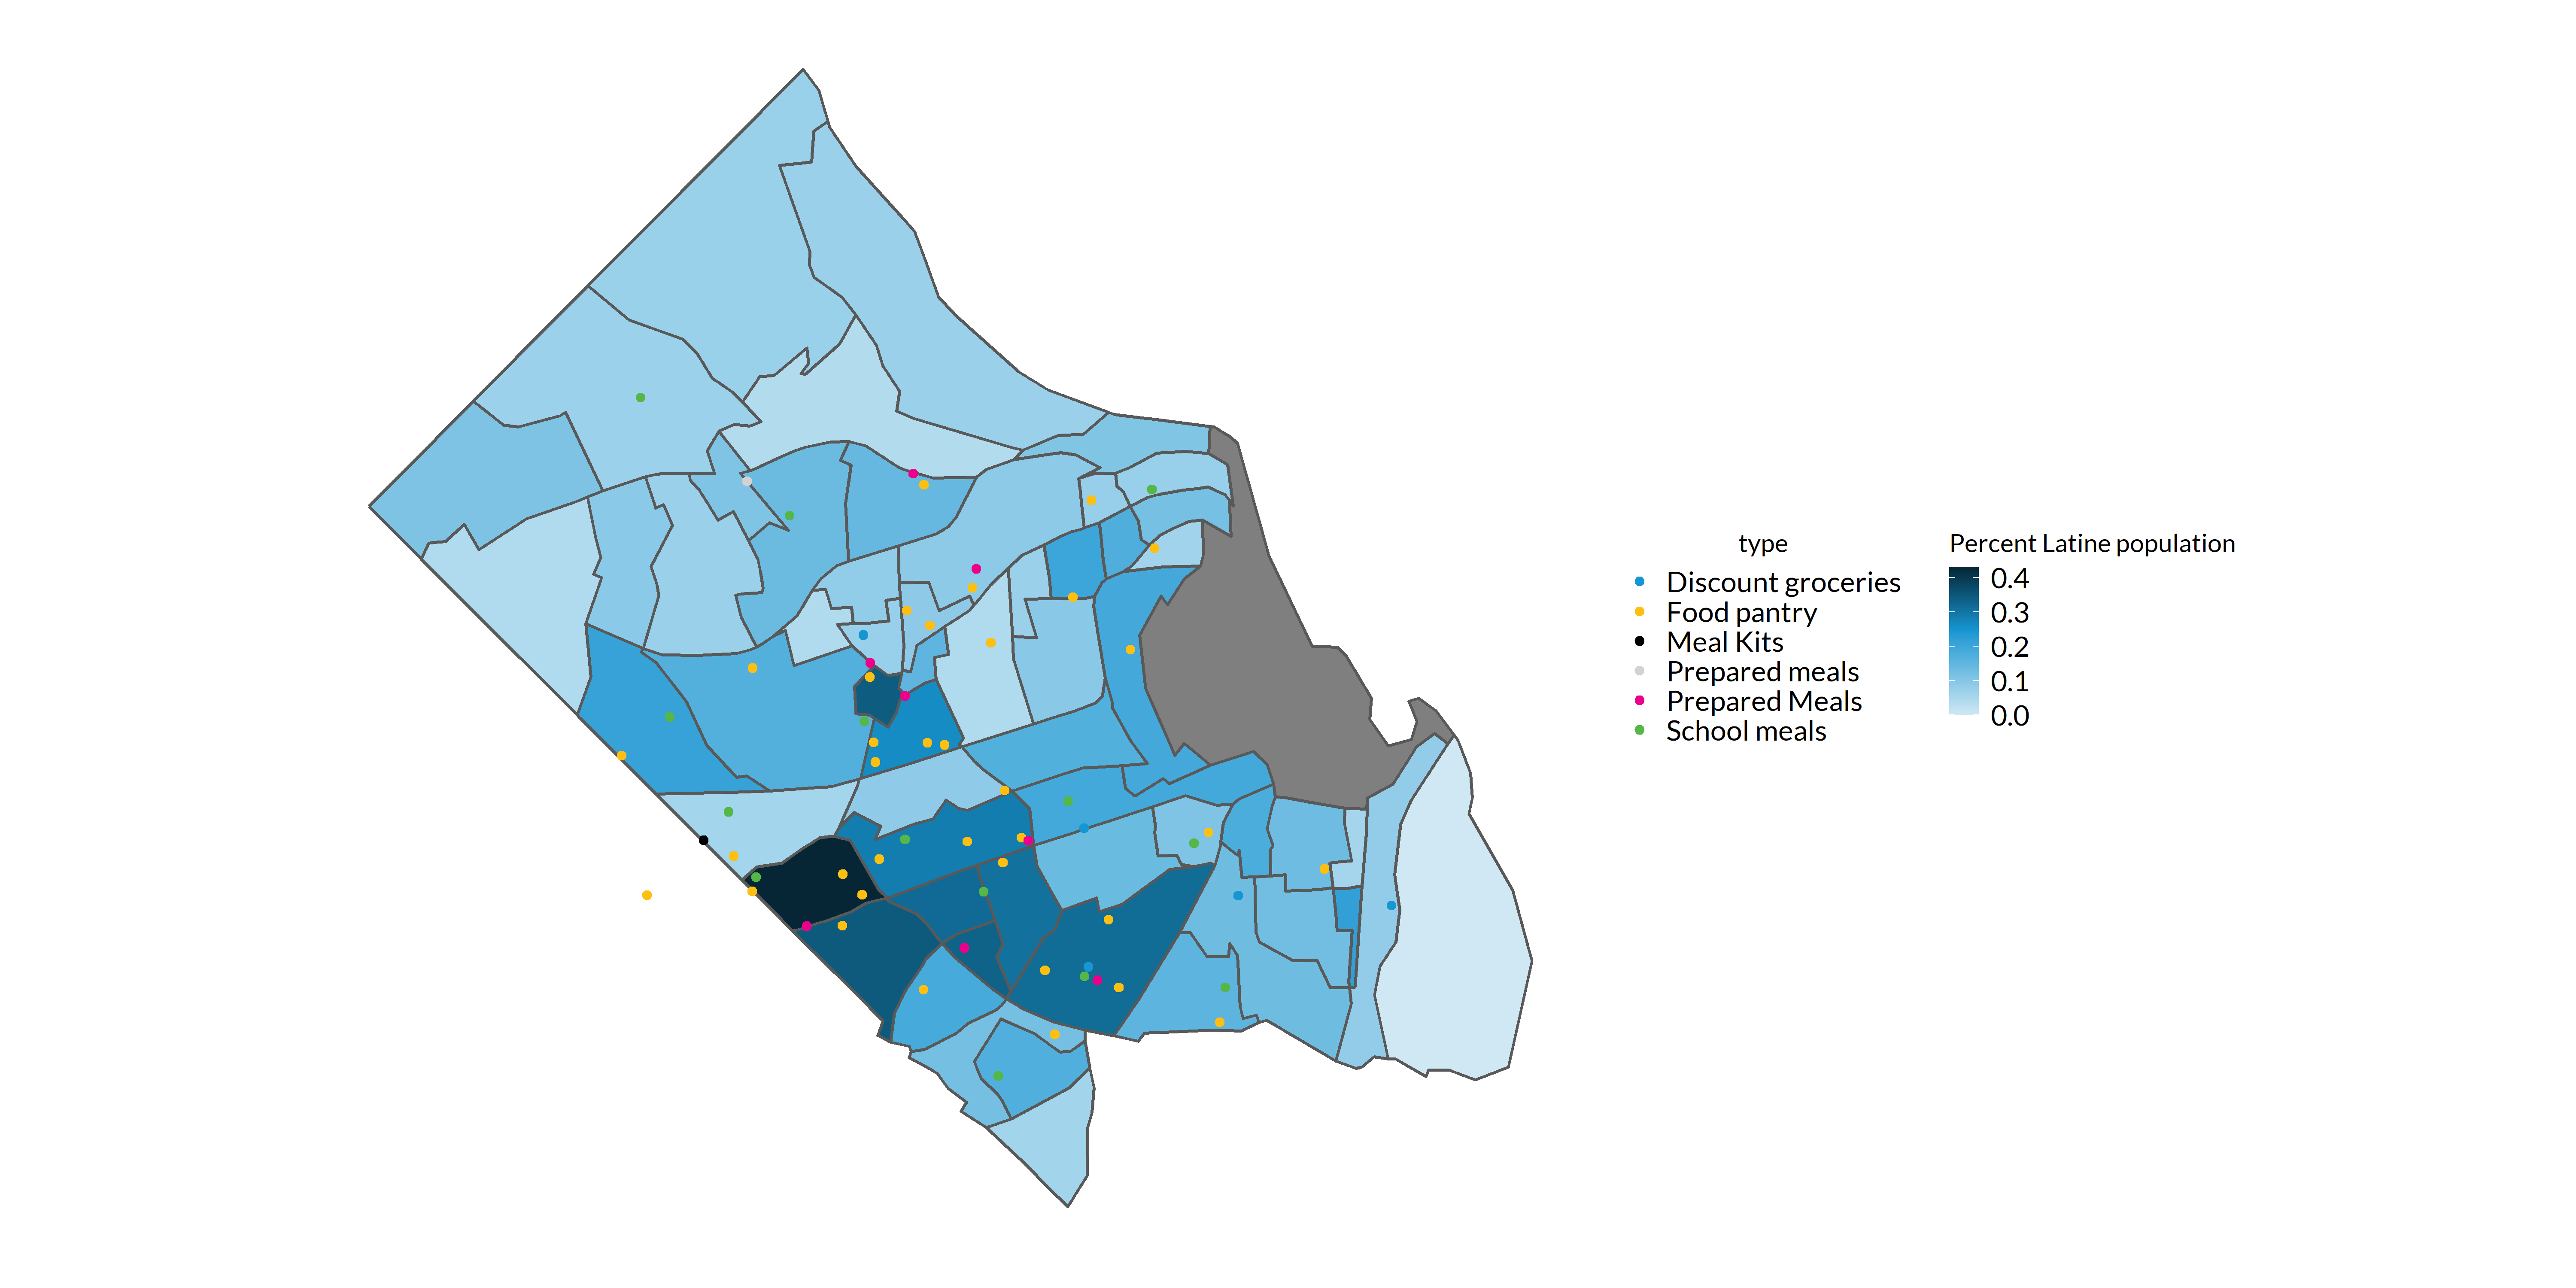 type
Discount groceries
Food pantry
Meal Kits
Prepared meals
Prepared Meals
School meals
Percent Latine population
0.4
0.3
0.2
0.1
0.0